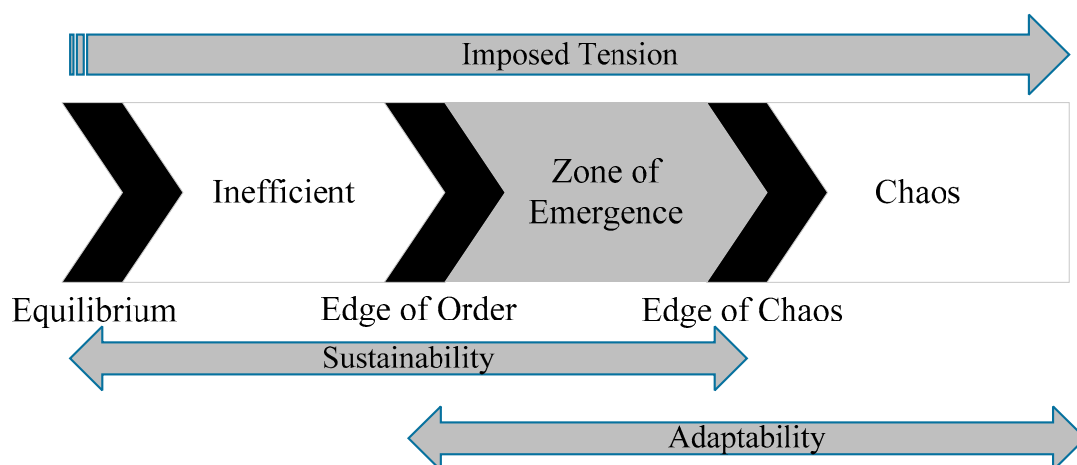 Imposed Tension
Inefficient
Zone of
Emergence
Chaos
Equilibrium
Edge of Order
Edge of Chaos
Sustainability
Adaptability